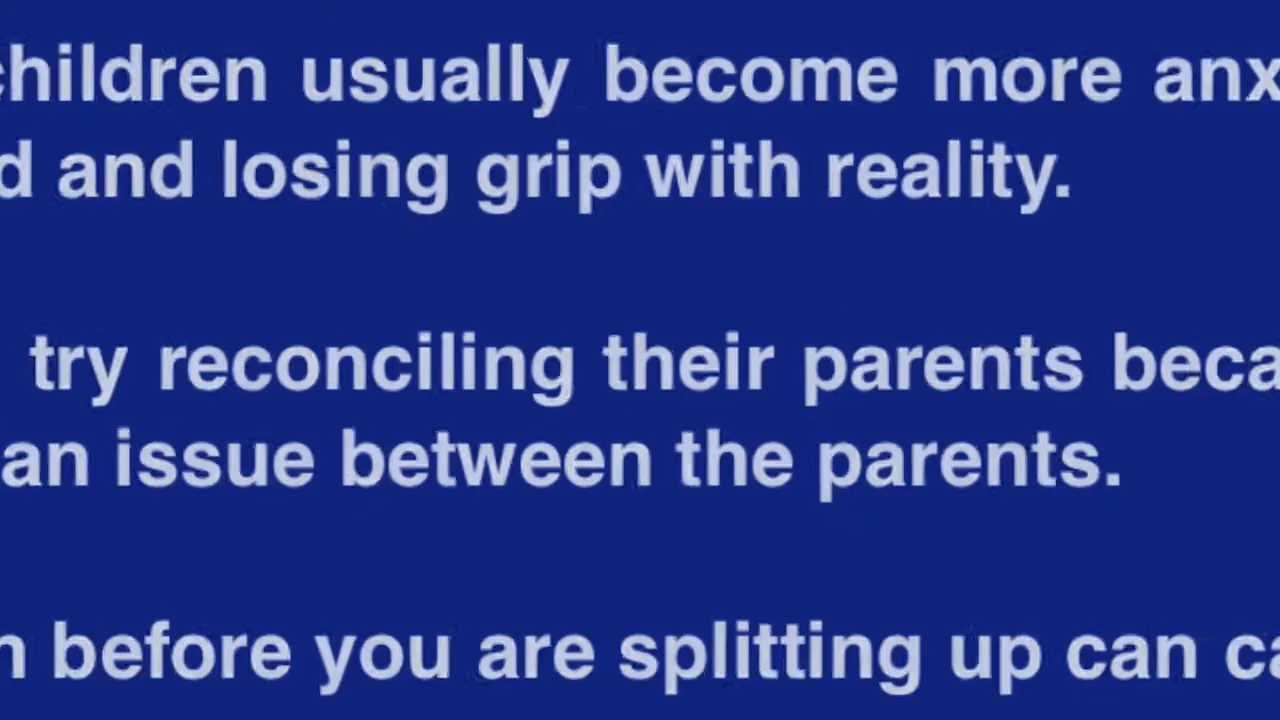 children usually become more anx
d and losing grip with reality.
try reconciling their parents beca
an issue between the parents.
n before you are splitting up can ca